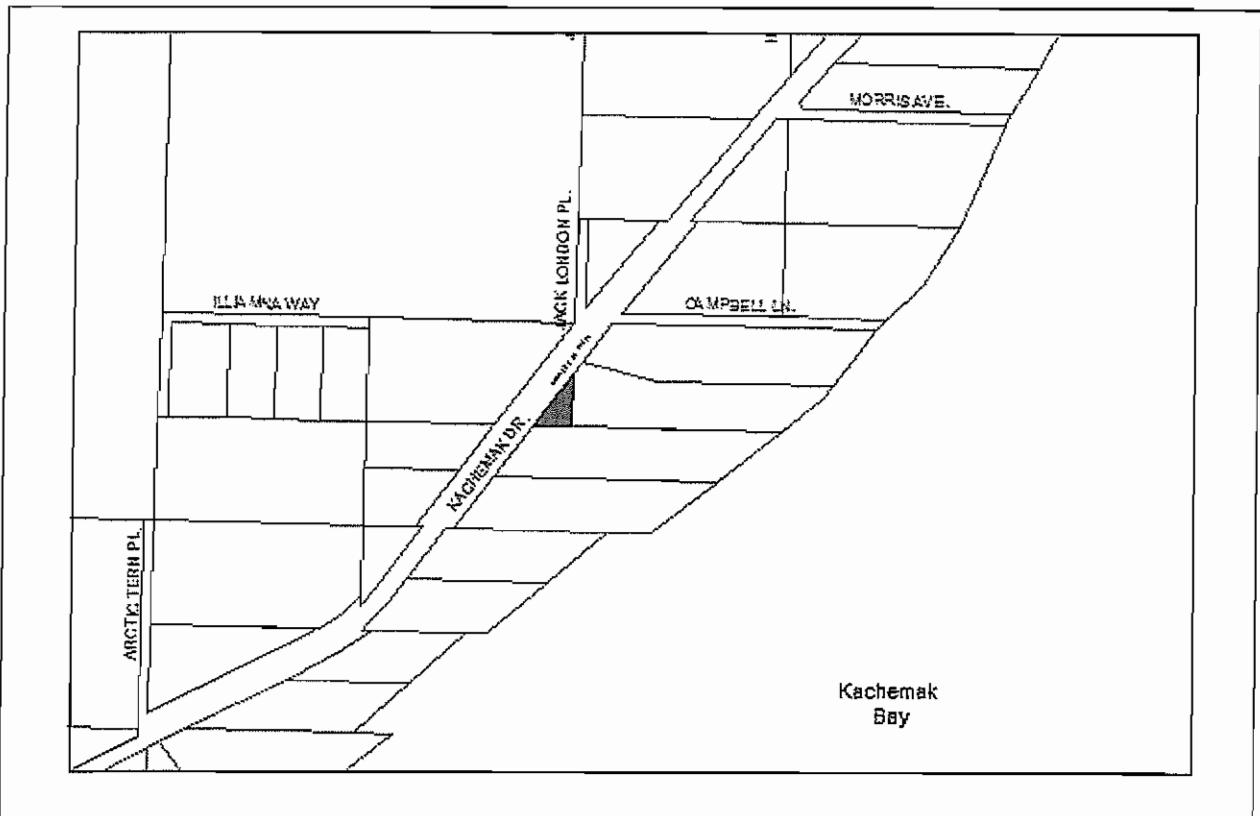 MORRIS AVE.
JACK LONDON PL.
ILLIAMNA WAY
CAMPBELL LN.
KACHEMAK DR.
ARCTIC TERN PL.
Kachemak
Bay